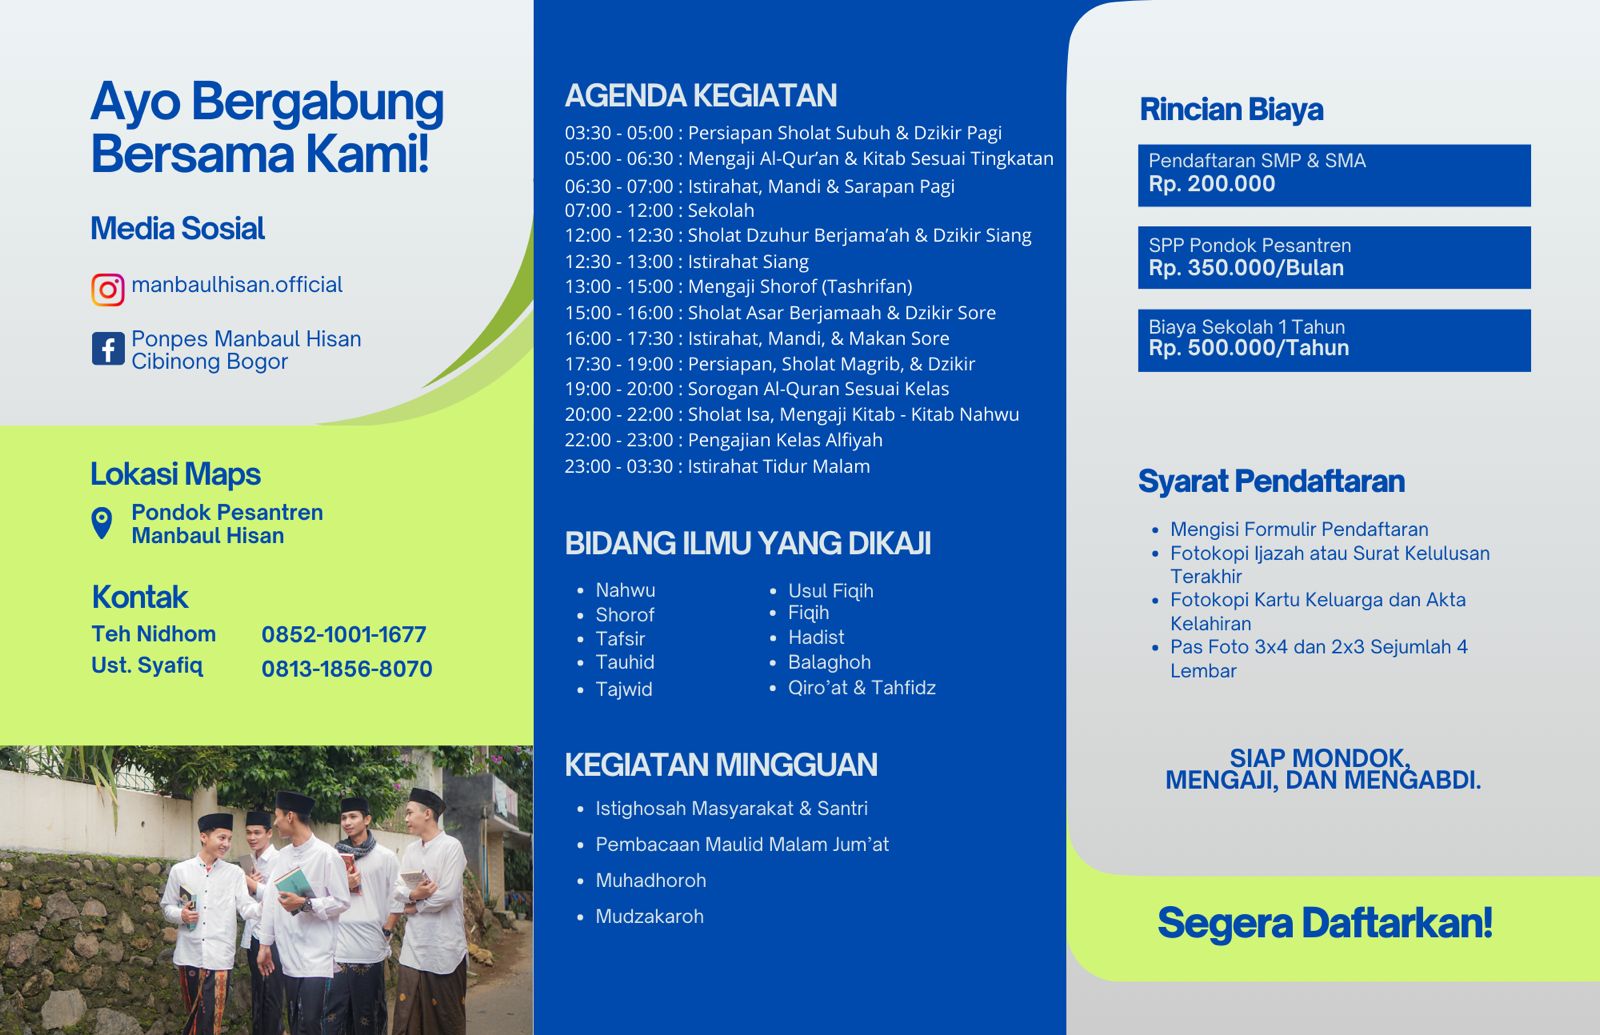 Ayo Bergabung
Bersama Kami!
Media Sosial
manbaulhisan.official
Ponpes Manbaul Hisan
Cibinong Bogor
Lokasi Maps
Pondok Pesantren
Manbaul Hisan
Kontak
Teh Nidhom 0852-1001-1677
Ust. Syafiq 0813-1856-8070
AGENDA KEGIATAN
03:30 - 05:00 : Persiapan Sholat Subuh & Dzikir Pagi
05:00 - 06:30 : Mengaji Al-Qur’an & Kitab Sesuai Tingkatan
06:30 - 07:00 : Istirahat, Mandi & Sarapan Pagi
07:00 - 12:00 : Sekolah
12:00 - 12:30 : Sholat Dzuhur Berjama’ah & Dzikir Siang
12:30 - 13:00 : Istirahat Siang
13:00 - 15:00 : Mengaji Shorof (Tashrifan)
15:00 - 16:00 : Sholat Asar Berjamaah & Dzikir Sore
16:00 - 17:30 : Istirahat, Mandi, & Makan Sore
17:30 - 19:00 : Persiapan, Sholat Magrib, & Dzikir
19:00 - 20:00 : Sorogan Al-Quran Sesuai Kelas
20:00 - 22:00 : Sholat Isa, Mengaji Kitab - Kitab Nahwu
22:00 - 23:00 : Pengajian Kelas Alfiyah
23:00 - 03:30 : Istirahat Tidur Malam
BIDANG ILMU YANG DIKAJI
• Nahwu
• Shorof
• Tafsir
• Tauhid
• Tajwid
• Usul Fiqih
• Fiqih
• Hadist
• Balaghoh
• Qiro’at & Tahfidz
KEGIATAN MINGGUAN
• Istighosah Masyarakat & Santri
• Pembacaan Maulid Malam Jum’at
• Muhadhoroh
• Mudzakaroh
Rincian Biaya
Pendaftaran SMP & SMA
Rp. 200.000
SPP Pondok Pesantren
Rp. 350.000/Bulan
Biaya Sekolah 1 Tahun
Rp. 500.000/Tahun
Syarat Pendaftaran
• Mengisi Formulir Pendaftaran
• Fotokopi Ijazah atau Surat Kelulusan
Terakhir
• Fotokopi Kartu Keluarga dan Akta
Kelahiran
• Pas Foto 3x4 dan 2x3 Sejumlah 4
Lembar
SIAP MONDOK,
MENGAJI, DAN MENGABDI.
Segera Daftarkan!